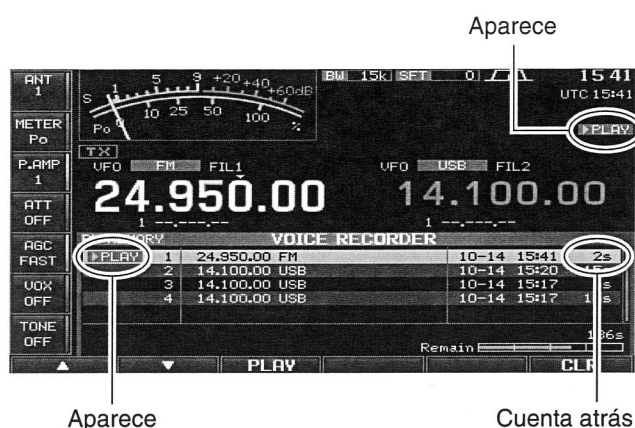 Aparece
ANT
1
S 1 5 9 +20 +40 +60dB
Po 10 25 50 100 %
BW 15k SFT 0
15 41
UTC 15:41
METER
Po
PLAY
TX
P.AMP
1
VFO FM FIL1
VFO USB FIL2
24.950.00
14.100.00
ATT
OFF
1 --.---.--
1 --.---.--
AGC
FAST
VOICE RECORDER
PLAY 1 24.950.00 FM 10-14 15:41 2s
2 14.100.00 USB 10-14 15:20
3 14.100.00 USB 10-14 15:17
4 14.100.00 USB 10-14 15:17
VOX
OFF
TONE
OFF
Remain
PLAY
CLR
Aparece
Cuenta atrás